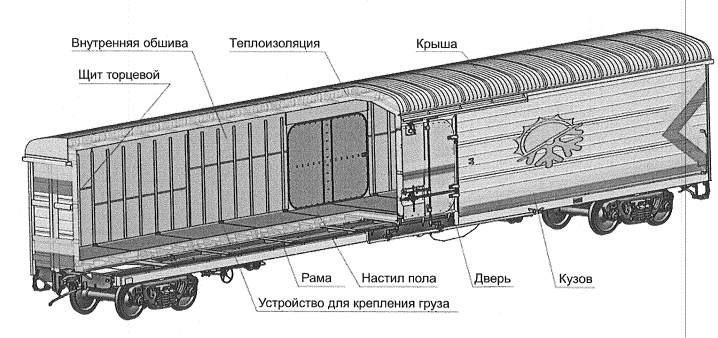 Внутренняя обшива
Теплоизоляция
Крыша
Щит торцевой
Рама
Настил пола
Дверь
Кузов
Устройство для крепления груза